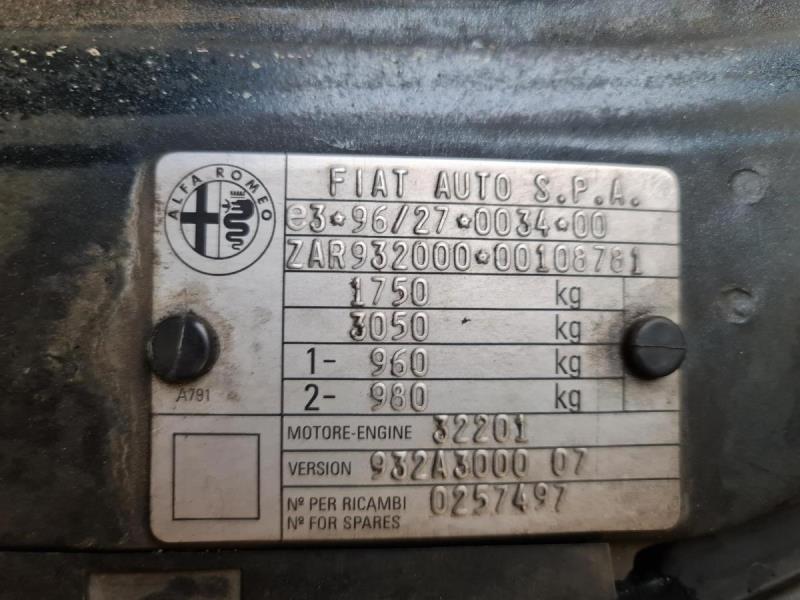 ALFA ROMEO
FIAT AUTO S.P.A.
e3*96/27*0034*00
ZAR932000*00108781
1750 kg
3050 kg
1- 960 kg
2- 980 kg
A791
MOTORE-ENGINE 32201
VERSION 932A3000 07
Nº PER RICAMBI 0257497
Nº FOR SPARES